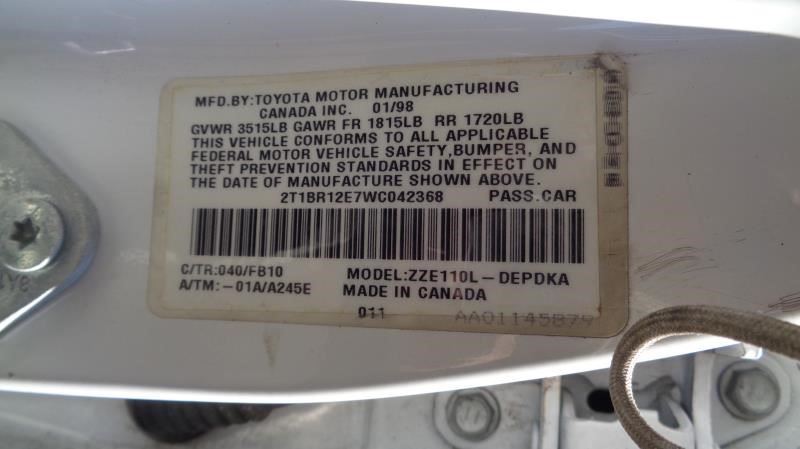 MFD.BY:TOYOTA MOTOR MANUFACTURING
CANADA INC. 01/98
GVWR 3515LB GAWR FR 1815LB RR 1720LB
THIS VEHICLE CONFORMS TO ALL APPLICABLE
FEDERAL MOTOR VEHICLE SAFETY,BUMPER, AND
THEFT PREVENTION STANDARDS IN EFFECT ON
THE DATE OF MANUFACTURE SHOWN ABOVE.
2T1BR12E7WC042368 PASS.CAR
C/TR:040/FB10 MODEL:ZZE110L-DEPDKA
A/TM:-01A/A245E MADE IN CANADA
011 AA01145879